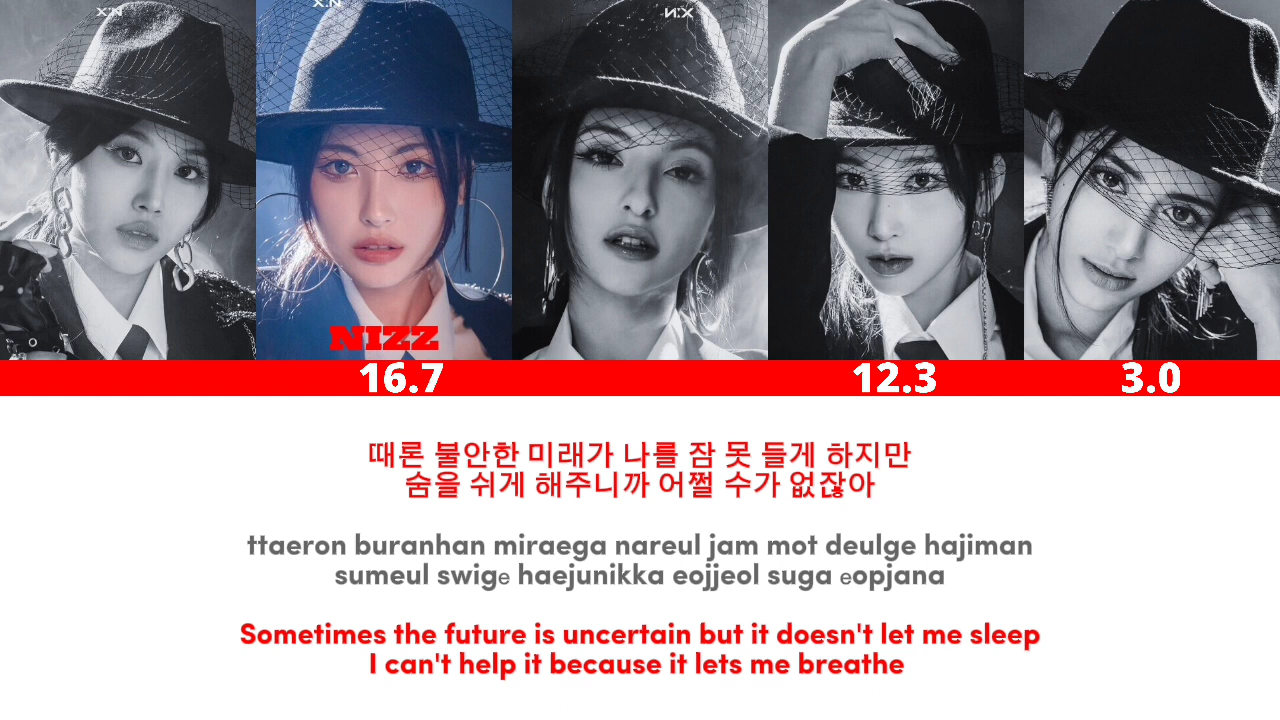 X:N
X:N
X:N
NIZZ
16.7
12.3
3.0
때론 불안한 미래가 나를 잠 못 들게 하지만
숨을 쉬게 해주니까 어쩔 수가 없잖아
ttaeron buranhan miraega nareul jam mot deulge hajiman
sumeul swige haejunikka eojjeol suga eopjana
Sometimes the future is uncertain but it doesn't let me sleep
I can't help it because it lets me breathe